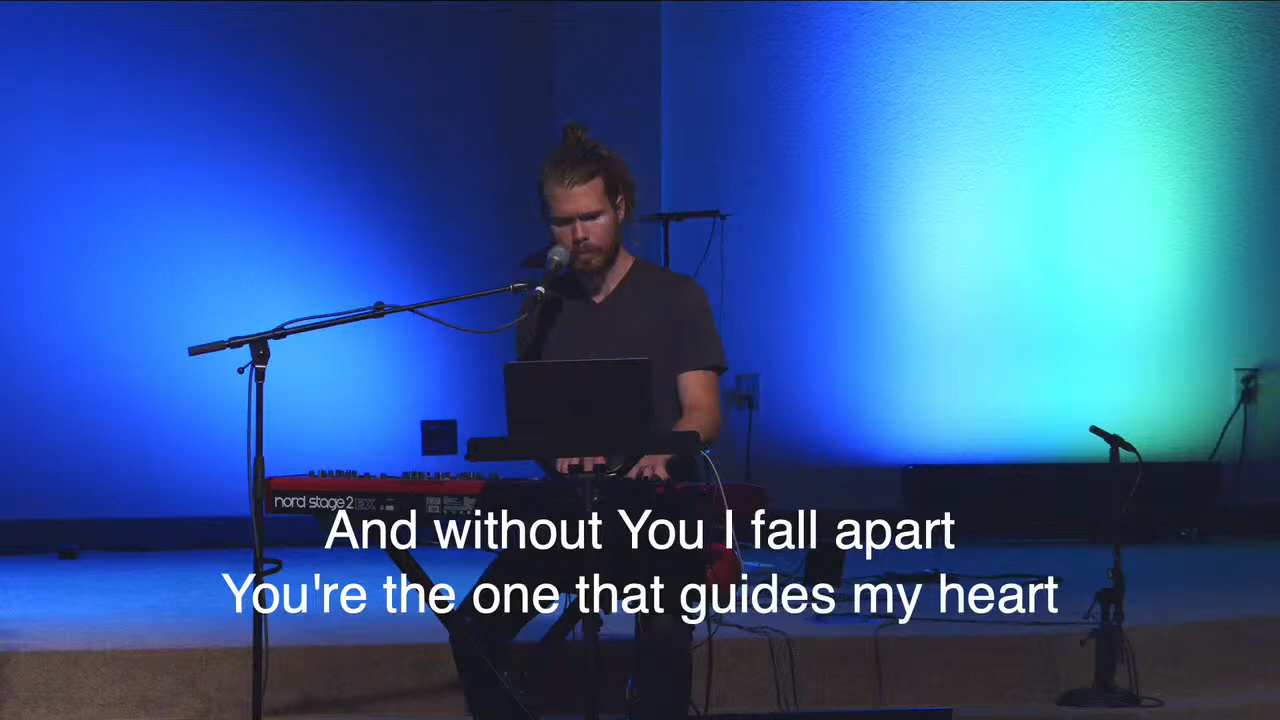 nord stage 2 EX
And without You I fall apart
You're the one that guides my heart